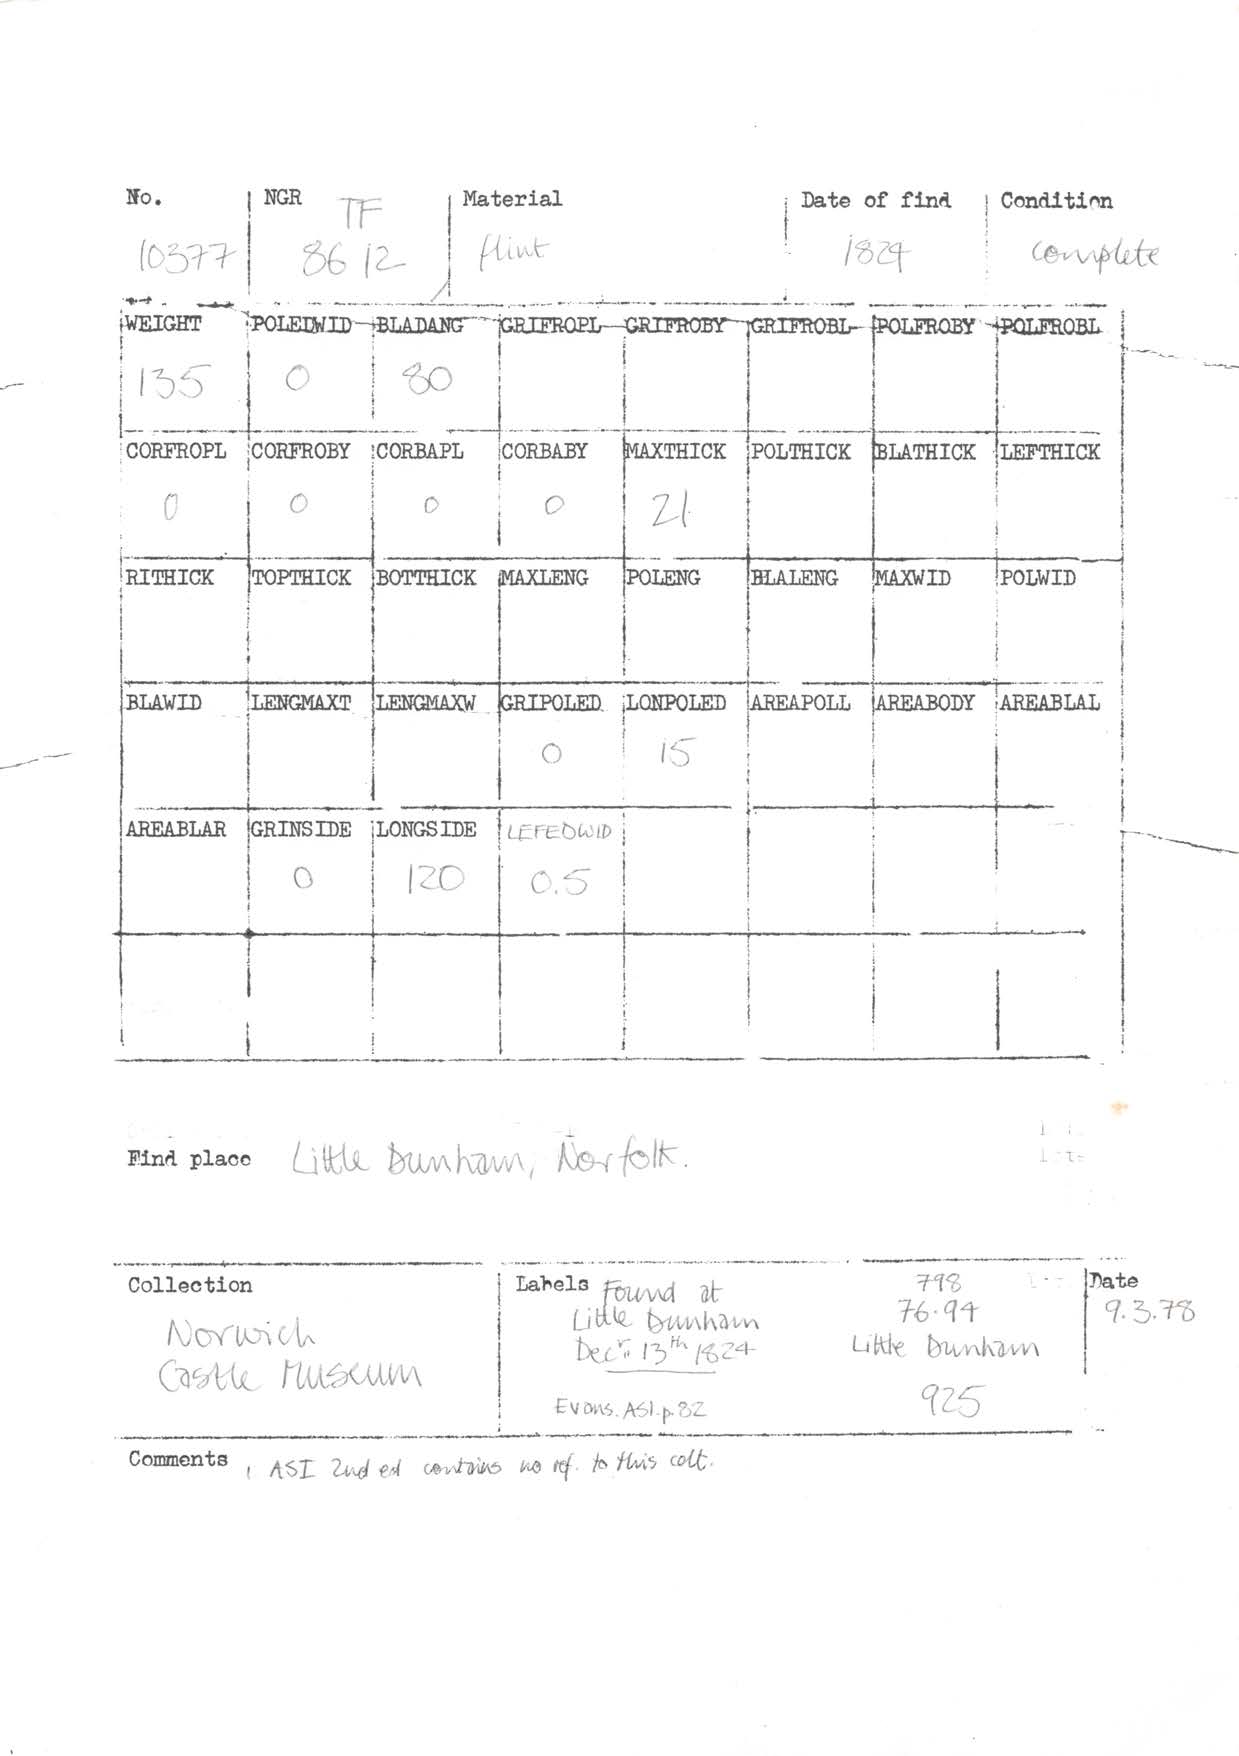 No. NGR Material Date of find Condition
TF
10377 86 12 flint 1824 complete
WEIGHT POLEDWID BLADANG GRIFROPL GRIFROBY GRIFROBL POLFROBY POLFROBL
135 0 80
CORFROPL CORFROBY CORBAPL CORBABY MAXTHICK POLTHICK BLATHICK LEFTHICK
0 0 0 0 21
RITHICK TOPTHICK BOTTHICK MAXLENG POLENG BLALENG MAXWID POLWID
BLAWID LENGMAXT LENGMAXW GRIPOLED LONPOLED AREAPOLL AREABODY AREABLAL
0 15
AREABLAR GRINSIDE LONGSIDE LEFEDWID
0 120 0.5
Find place Little Dunham, Norfolk.
Collection
Norwich
Castle Museum
Labels Found at
Little Dunham
Decr. 13th 1824
Evans. ASI. p. 82
798
76.94
Little Dunham
925
Date
9.3.78
Comments , ASI 2nd ed contains no ref. to this celt.